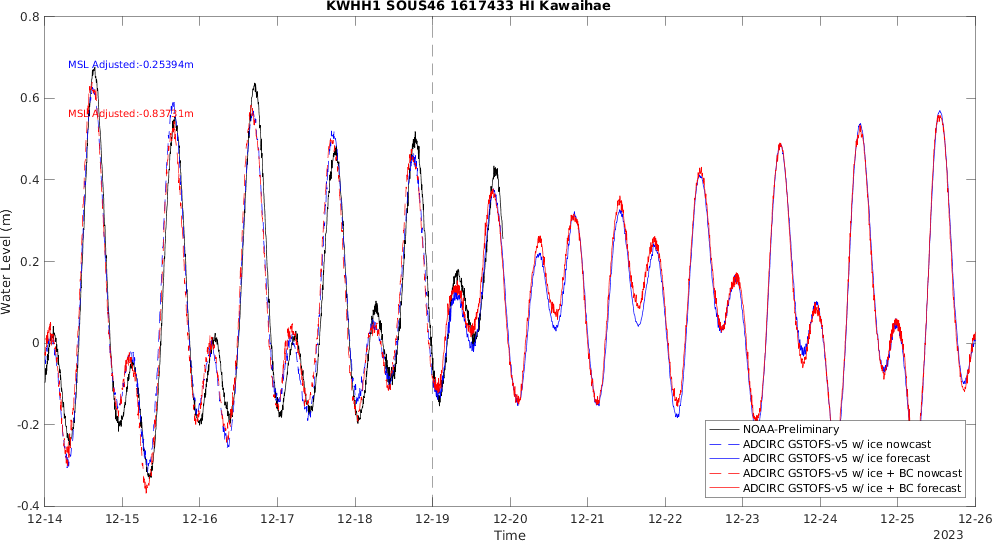 KWHH1 SOUS46 1617433 HI Kawaihae
0.8
0.6
0.4
0.2
0
-0.2
-0.4
Water Level (m)
MSL Adjusted:-0.25394m
MSL Adjusted:-0.83731m
NOAA-Preliminary
ADCIRC GSTOFS-v5 w/ ice nowcast
ADCIRC GSTOFS-v5 w/ ice forecast
ADCIRC GSTOFS-v5 w/ ice + BC nowcast
ADCIRC GSTOFS-v5 w/ ice + BC forecast
12-14 12-15 12-16 12-17 12-18 12-19 12-20 12-21 12-22 12-23 12-24 12-25 12-26
Time
2023